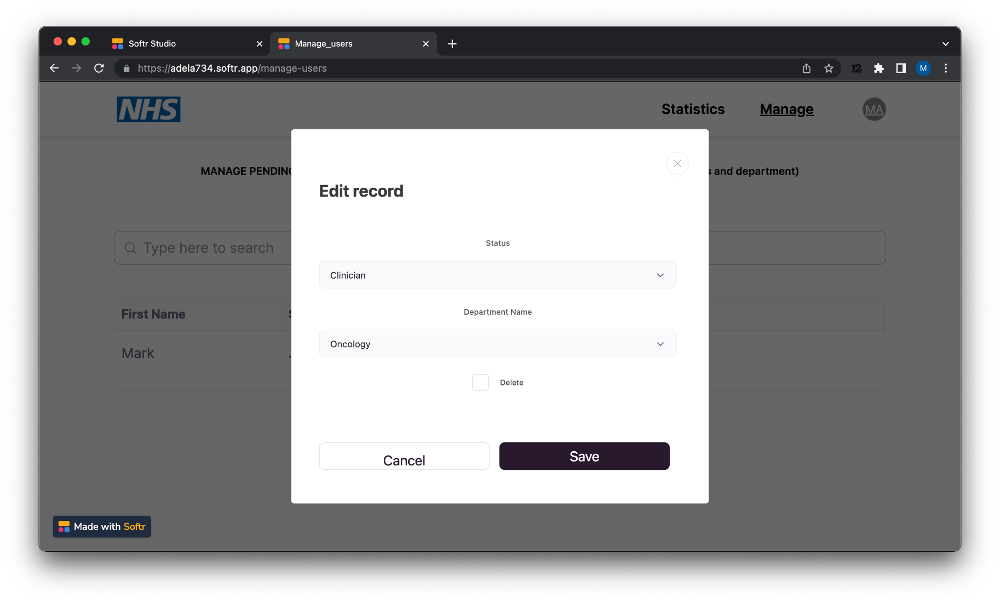 Softr Studio
Manage_users
https://adela734.softr.app/manage-users
12ft
M
NHS
Statistics
Manage
MA
MANAGE and department)
Edit record
Type here to search
Status
Clinician
Department Name
First Name
Oncology
Mark
Delete
Cancel
Save
Made with Softr